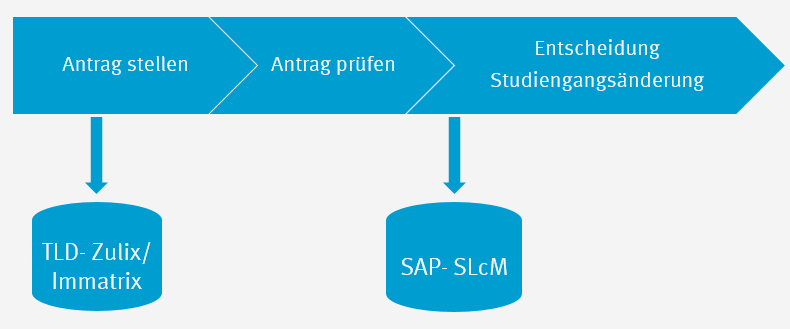 Antrag stellen
Antrag prüfen
Entscheidung
Studiengangsänderung
TLD- Zulix/
Immatrix
SAP- SLcM